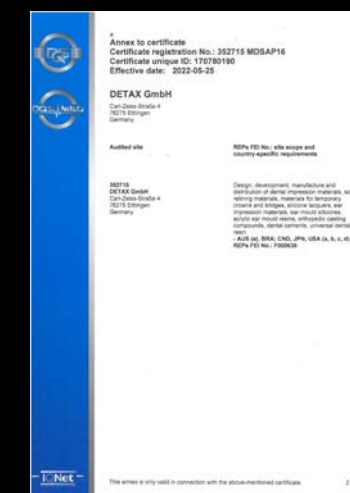 Annex to certificate
Certificate registration No.: 352715 MDSAP16
Certificate unique ID: 170780190
Effective date: 2022-05-25
DETAX GmbH
Carl-Zeiss-Straße 4
76275 Ettlingen
Germany
Audited site
REPs FEI No.: site scope and
country-specific requirements
352715
DETAX GmbH
Carl-Zeiss-Straße 4
76275 Ettlingen
Germany
Design, development, manufacture and
distribution of dental impression materials,
relining materials, materials for temporary
crowns and bridges, silicone lacquers, ear
impression materials, ear mould silicones,
acrylic ear mould resins, orthopedic casting
compounds, dental cements, universal dental
resin
- AUS (a), BRA; CND, JPN, USA (a, b, c, d)
REPs FEI No.: F000636
DQS
IQNet
This annex is only valid in connection with the above-mentioned certificate.
2